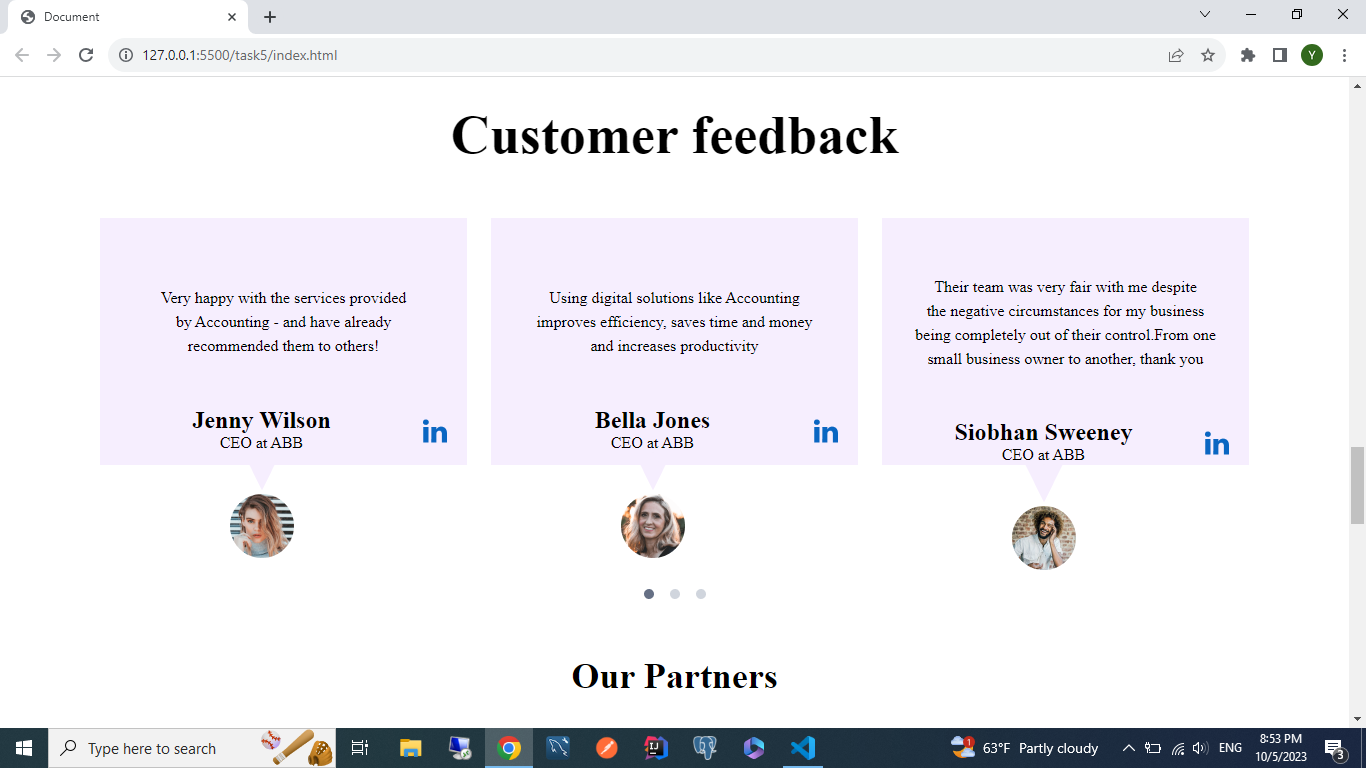 Document
127.0.0.1:5500/task5/index.html
Y
Customer feedback
Very happy with the services provided
by Accounting - and have already
recommended them to others!
Jenny Wilson
CEO at ABB
in
Using digital solutions like Accounting
improves efficiency, saves time and money
and increases productivity
Bella Jones
CEO at ABB
in
Their team was very fair with me despite
the negative circumstances for my business
being completely out of their control.From one
small business owner to another, thank you
Siobhan Sweeney
CEO at ABB
in
Our Partners
Type here to search
1
63°F Partly cloudy
ENG
8:53 PM
10/5/2023
3